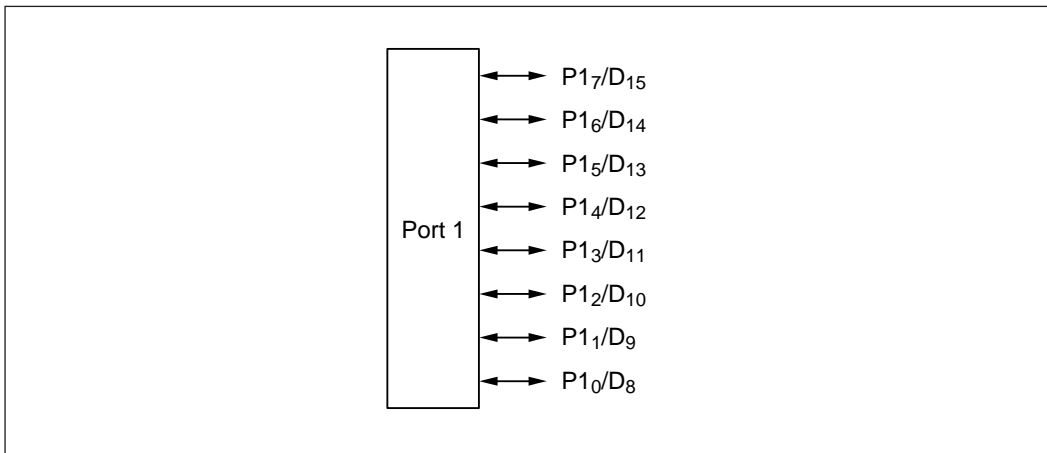 P1₇/D₁₅
P1₆/D₁₄
P1₅/D₁₃
P1₄/D₁₂
Port 1
P1₃/D₁₁
P1₂/D₁₀
P1₁/D₉
P1₀/D₈